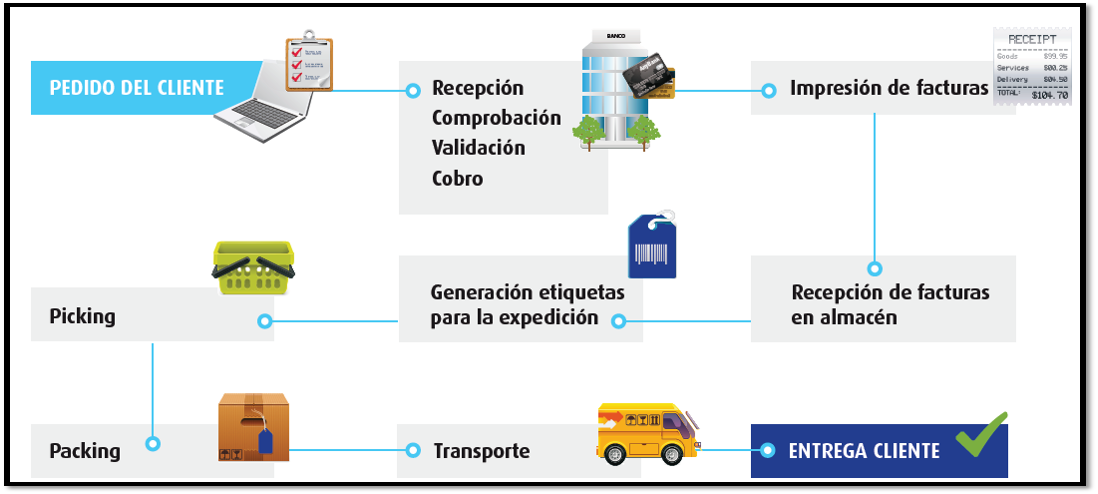 PEDIDO DEL CLIENTE
Recepción
Comprobación
Validación
Cobro
BANCO
AnyBank
Impresión de facturas
RECEIPT
Goods $99.95
Services $00.25
Delivery $04.50
TOTAL: $104.70
Recepción de facturas
en almacén
Generación etiquetas
para la expedición
Picking
Packing
Transporte
ENTREGA CLIENTE